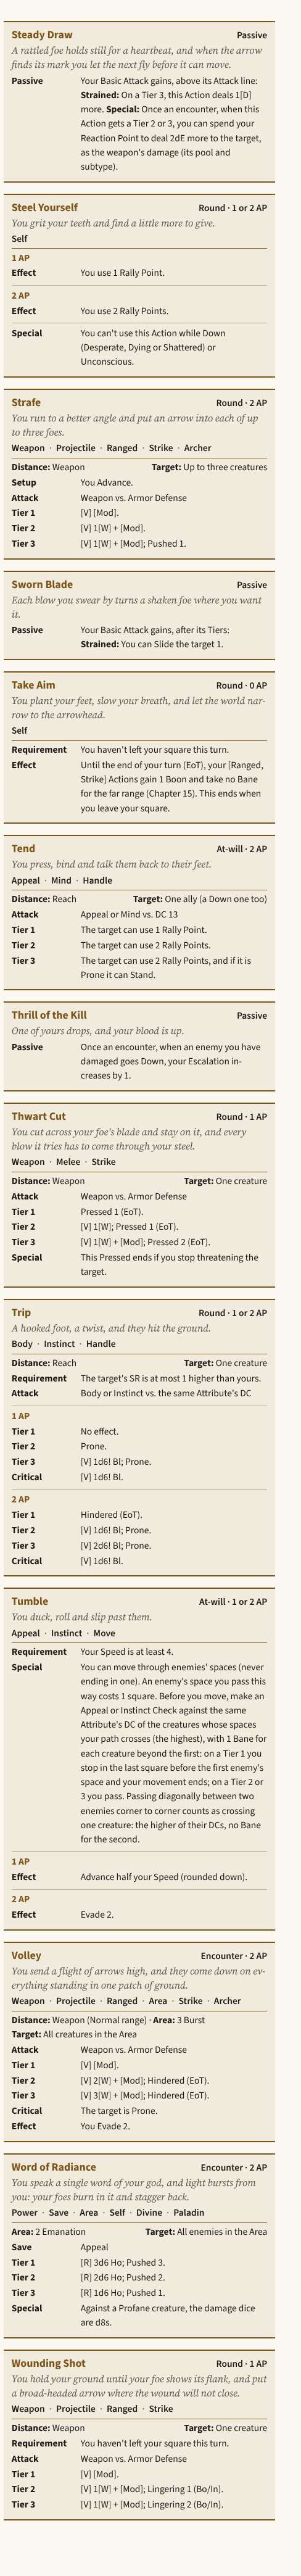 Steady Draw Passive
A rattled foe holds still for a heartbeat, and when the arrow
finds its mark you let the next fly before it can move.
Passive Your Basic Attack gains, above its Attack line:
Strained: On a Tier 3, this Action deals 1[D]
more. Special: Once an encounter, when this
Action gets a Tier 2 or 3, you can spend your
Reaction Point to deal 2dE more to the target,
as the weapon's damage (its pool and
subtype).
Steel Yourself Round · 1 or 2 AP
You grit your teeth and find a little more to give.
Self
1 AP
Effect You use 1 Rally Point.
2 AP
Effect You use 2 Rally Points.
Special You can't use this Action while Down
(Desperate, Dying or Shattered) or
Unconscious.
Strafe Round · 2 AP
You run to a better angle and put an arrow into each of up
to three foes.
Weapon · Projectile · Ranged · Strike · Archer
Distance: Weapon Target: Up to three creatures
Setup You Advance.
Attack Weapon vs. Armor Defense
Tier 1 [V] [Mod].
Tier 2 [V] 1[W] + [Mod].
Tier 3 [V] 1[W] + [Mod]; Pushed 1.
Sworn Blade Passive
Each blow you swear by turns a shaken foe where you want
it.
Passive Your Basic Attack gains, after its Tiers:
Strained: You can Slide the target 1.
Take Aim Round · 0 AP
You plant your feet, slow your breath, and let the world nar-
row to the arrowhead.
Self
Requirement You haven't left your square this turn.
Effect Until the end of your turn (EoT), your [Ranged,
Strike] Actions gain 1 Boon and take no Bane
for the far range (Chapter 15). This ends when
you leave your square.
Tend At-will · 2 AP
You press, bind and talk them back to their feet.
Appeal · Mind · Handle
Distance: Reach Target: One ally (a Down one too)
Attack Appeal or Mind vs. DC 13
Tier 1 The target can use 1 Rally Point.
Tier 2 The target can use 2 Rally Points.
Tier 3 The target can use 2 Rally Points, and if it is
Prone it can Stand.
Thrill of the Kill Passive
One of yours drops, and your blood is up.
Passive Once an encounter, when an enemy you have
damaged goes Down, your Escalation in-
creases by 1.
Thwart Cut Round · 1 AP
You cut across your foe's blade and stay on it, and every
blow it tries has to come through your steel.
Weapon · Melee · Strike
Distance: Weapon Target: One creature
Attack Weapon vs. Armor Defense
Tier 1 Pressed 1 (EoT).
Tier 2 [V] 1[W]; Pressed 1 (EoT).
Tier 3 [V] 1[W] + [Mod]; Pressed 2 (EoT).
Special This Pressed ends if you stop threatening the
target.
Trip Round · 1 or 2 AP
A hooked foot, a twist, and they hit the ground.
Body · Instinct · Handle
Distance: Reach Target: One creature
Requirement The target's SR is at most 1 higher than yours.
Attack Body or Instinct vs. the same Attribute's DC
1 AP
Tier 1 No effect.
Tier 2 Prone.
Tier 3 [V] 1d6! Bl; Prone.
Critical [V] 1d6! Bl.
2 AP
Tier 1 Hindered (EoT).
Tier 2 [V] 1d6! Bl; Prone.
Tier 3 [V] 2d6! Bl; Prone.
Critical [V] 1d6! Bl.
Tumble At-will · 1 or 2 AP
You duck, roll and slip past them.
Appeal · Instinct · Move
Requirement Your Speed is at least 4.
Special You can move through enemies' spaces (never
ending in one). An enemy's space you pass this
way costs 1 square. Before you move, make an
Appeal or Instinct Check against the same
Attribute's DC of the creatures whose spaces
your path crosses (the highest), with 1 Bane for
each creature beyond the first: on a Tier 1 you
stop in the last square before the first enemy's
space and your movement ends; on a Tier 2 or
3 you pass. Passing diagonally between two
enemies corner to corner counts as crossing
one creature: the higher of their DCs, no Bane
for the second.
1 AP
Effect Advance half your Speed (rounded down).
2 AP
Effect Evade 2.
Volley Encounter · 2 AP
You send a flight of arrows high, and they come down on ev-
erything standing in one patch of ground.
Weapon · Projectile · Ranged · Area · Strike · Archer
Distance: Weapon (Normal range) · Area: 3 Burst
Target: All creatures in the Area
Attack Weapon vs. Armor Defense
Tier 1 [V] [Mod].
Tier 2 [V] 2[W] + [Mod]; Hindered (EoT).
Tier 3 [V] 3[W] + [Mod]; Hindered (EoT).
Critical The target is Prone.
Effect You Evade 2.
Word of Radiance Encounter · 2 AP
You speak a single word of your god, and light bursts from
you: your foes burn in it and stagger back.
Power · Save · Area · Self · Divine · Paladin
Area: 2 Emanation Target: All enemies in the Area
Save Appeal
Tier 1 [R] 3d6 Ho; Pushed 3.
Tier 2 [R] 2d6 Ho; Pushed 2.
Tier 3 [R] 1d6 Ho; Pushed 1.
Special Against a Profane creature, the damage dice
are d8s.
Wounding Shot Round · 1 AP
You hold your ground until your foe shows its flank, and put
a broad-headed arrow where the wound will not close.
Weapon · Projectile · Ranged · Strike
Distance: Weapon Target: One creature
Requirement You haven't left your square this turn.
Attack Weapon vs. Armor Defense
Tier 1 [V] [Mod].
Tier 2 [V] 1[W] + [Mod]; Lingering 1 (Bo/In).
Tier 3 [V] 1[W] + [Mod]; Lingering 2 (Bo/In).